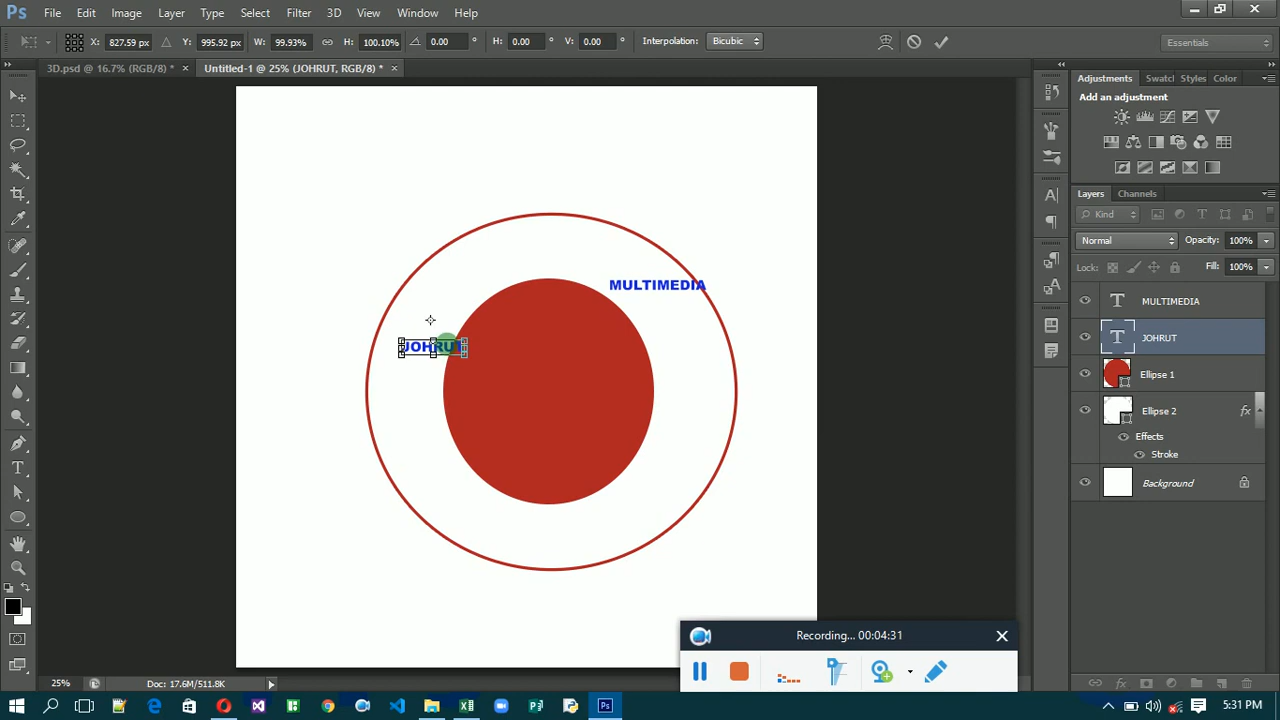 Ps File Edit Image Layer Type Select Filter 3D View Window Help
X: 827.59 px Y: 995.92 px W: 99.93% H: 100.10% 0.00 ° H: 0.00 ° V: 0.00 ° Interpolation: Bicubic Essentials
3D.psd @ 16.7% (RGB/8) * × Untitled-1 @ 25% (JOHRUT, RGB/8) * ×
Adjustments Swatcl Styles Color
Add an adjustment
Layers Channels
Kind
Normal Opacity: 100%
Lock: Fill: 100%
MULTIMEDIA
JOHRUT
Ellipse 1
Ellipse 2 fx
Effects
Stroke
Background
MULTIMEDIA
JOHRUT
Recording... 00:04:31
25% Doc: 17.6M/511.8K
5:31 PM